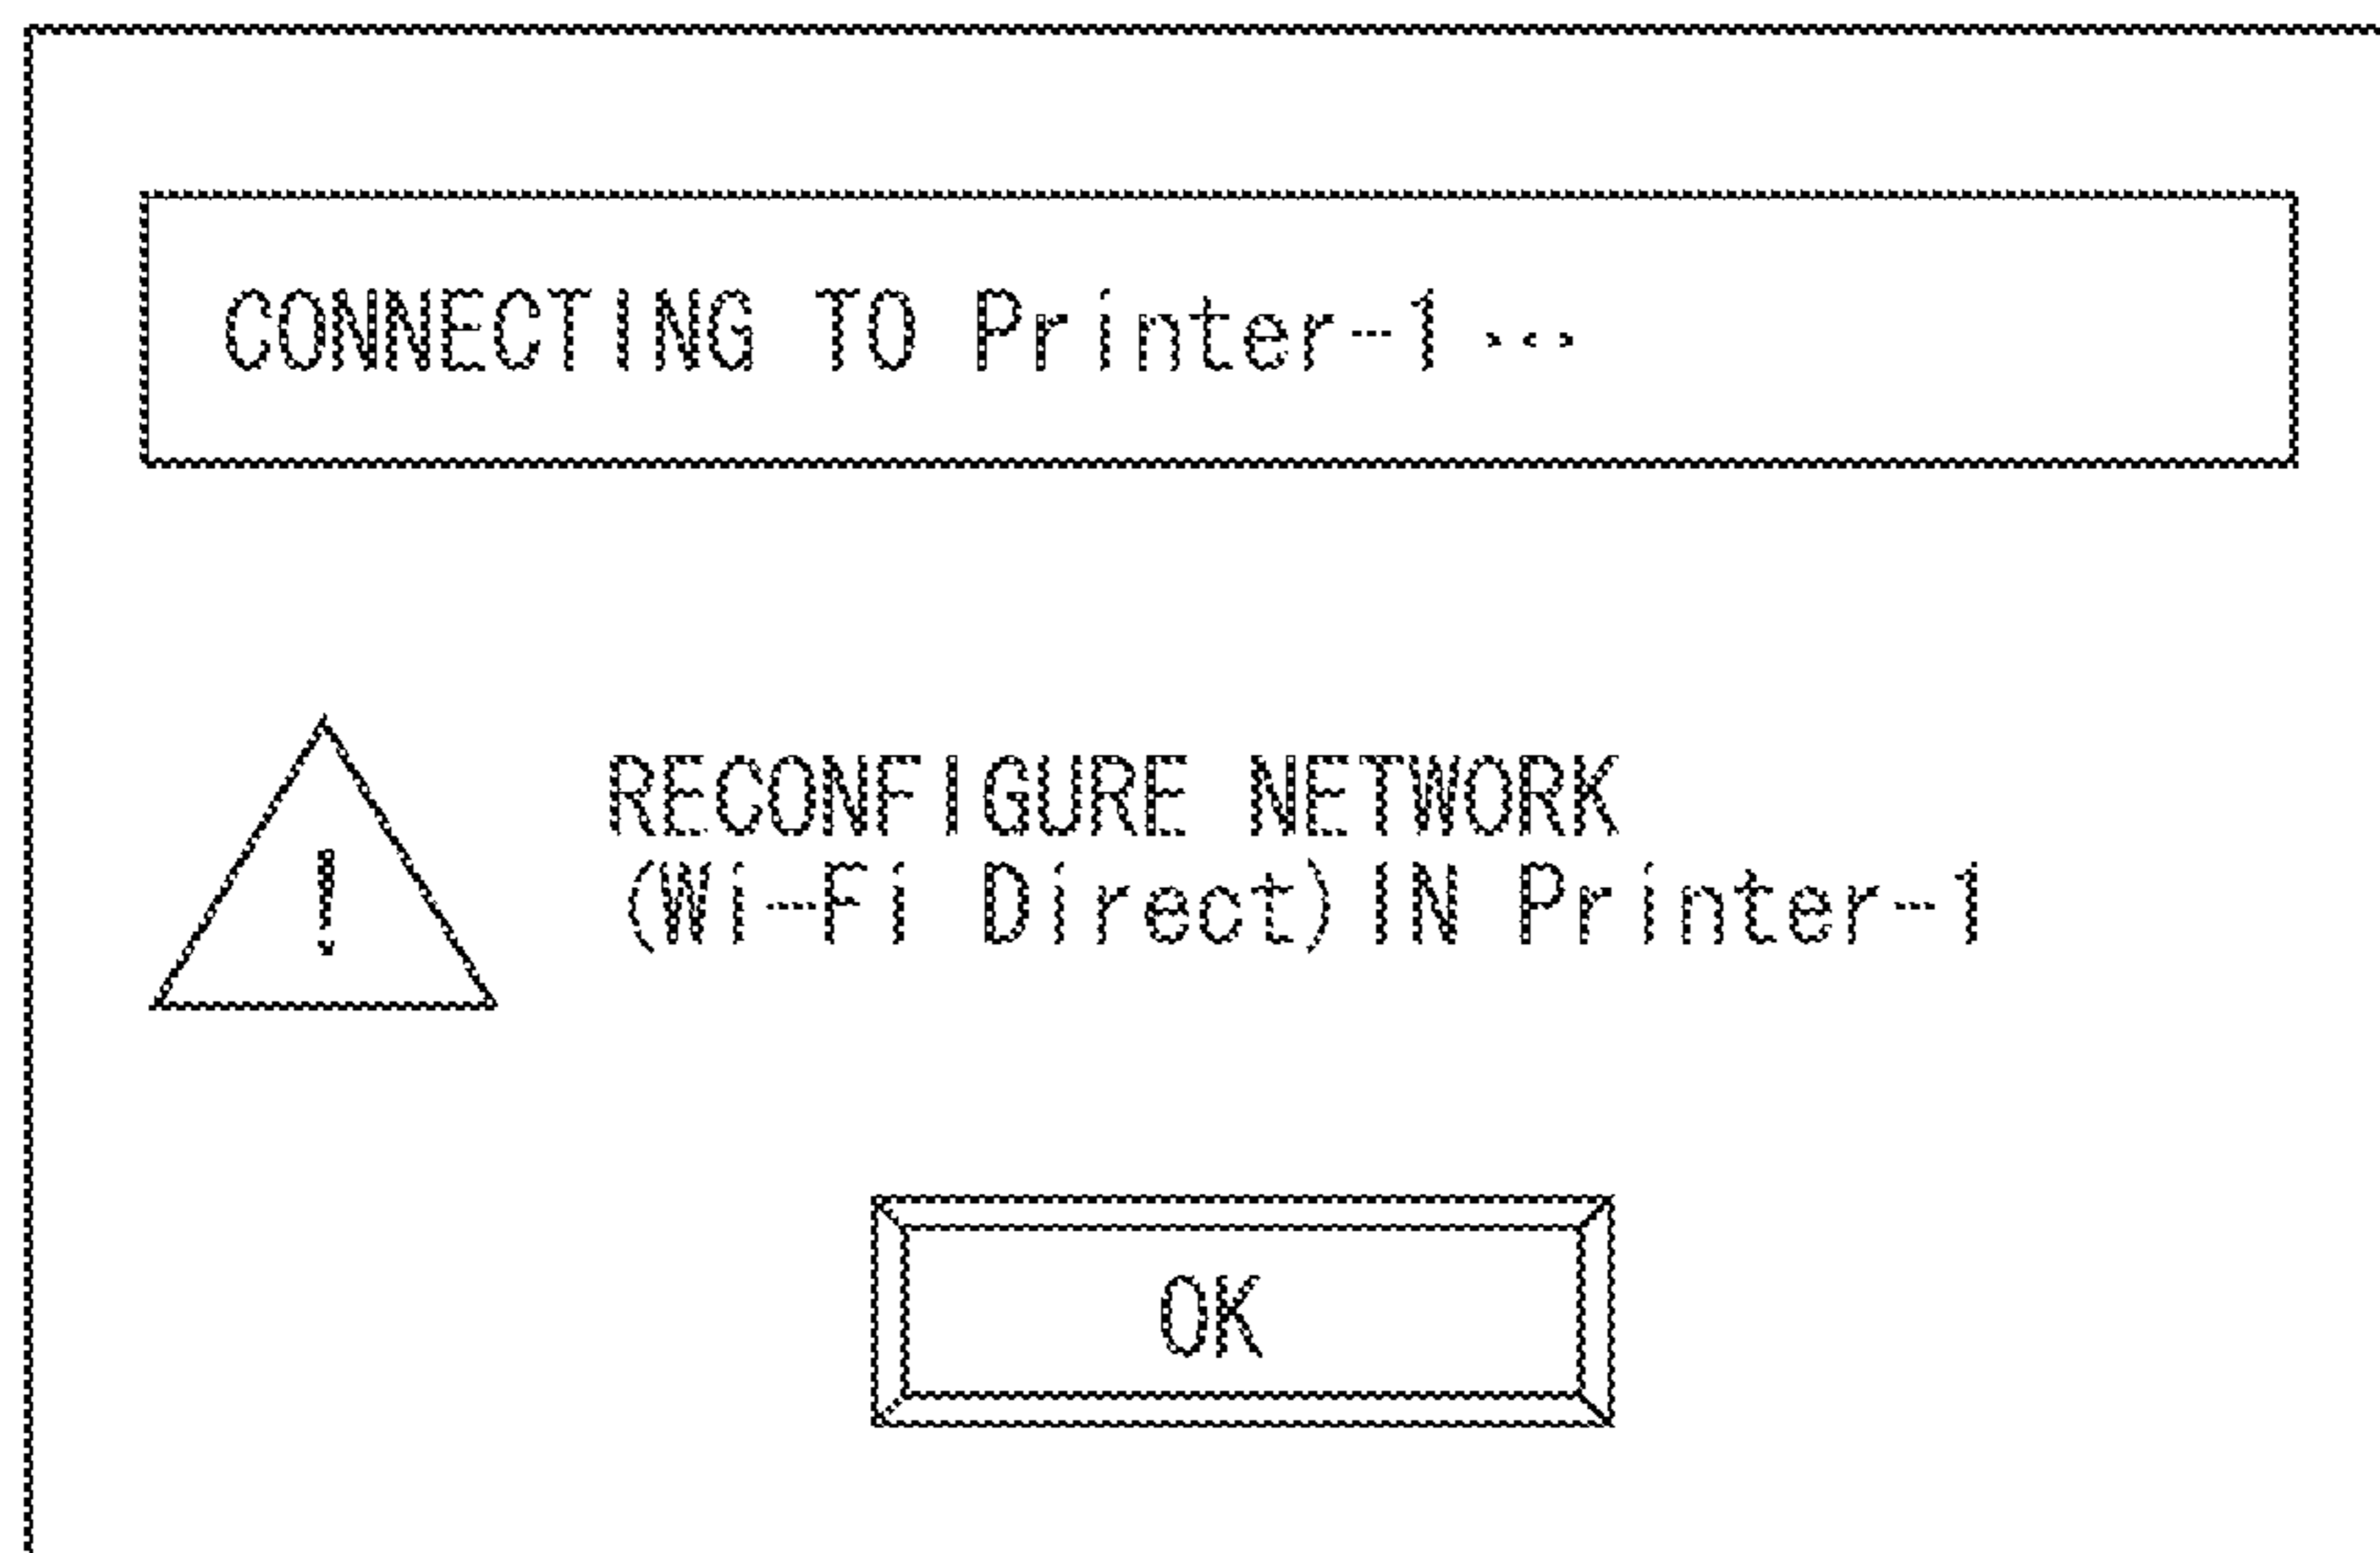 CONNECTING TO Printer-1 ...
!
RECONFIGURE NETWORK
(Wi-Fi Direct) IN Printer-1
OK